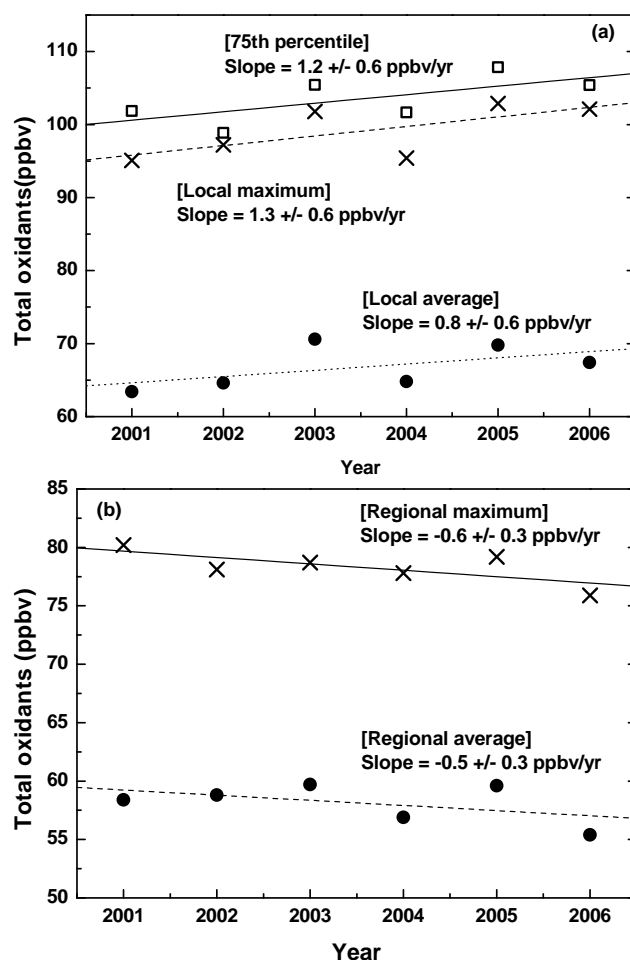 (a)
115
110
100
90
80
70
60
Total oxidants(ppbv)
[75th percentile]
Slope = 1.2 +/- 0.6 ppbv/yr
[Local maximum]
Slope = 1.3 +/- 0.6 ppbv/yr
[Local average]
Slope = 0.8 +/- 0.6 ppbv/yr
2001 2002 2003 2004 2005 2006
Year
(b)
85
80
75
70
65
60
55
50
Total oxidants (ppbv)
[Regional maximum]
Slope = -0.6 +/- 0.3 ppbv/yr
[Regional average]
Slope = -0.5 +/- 0.3 ppbv/yr
2001 2002 2003 2004 2005 2006
Year